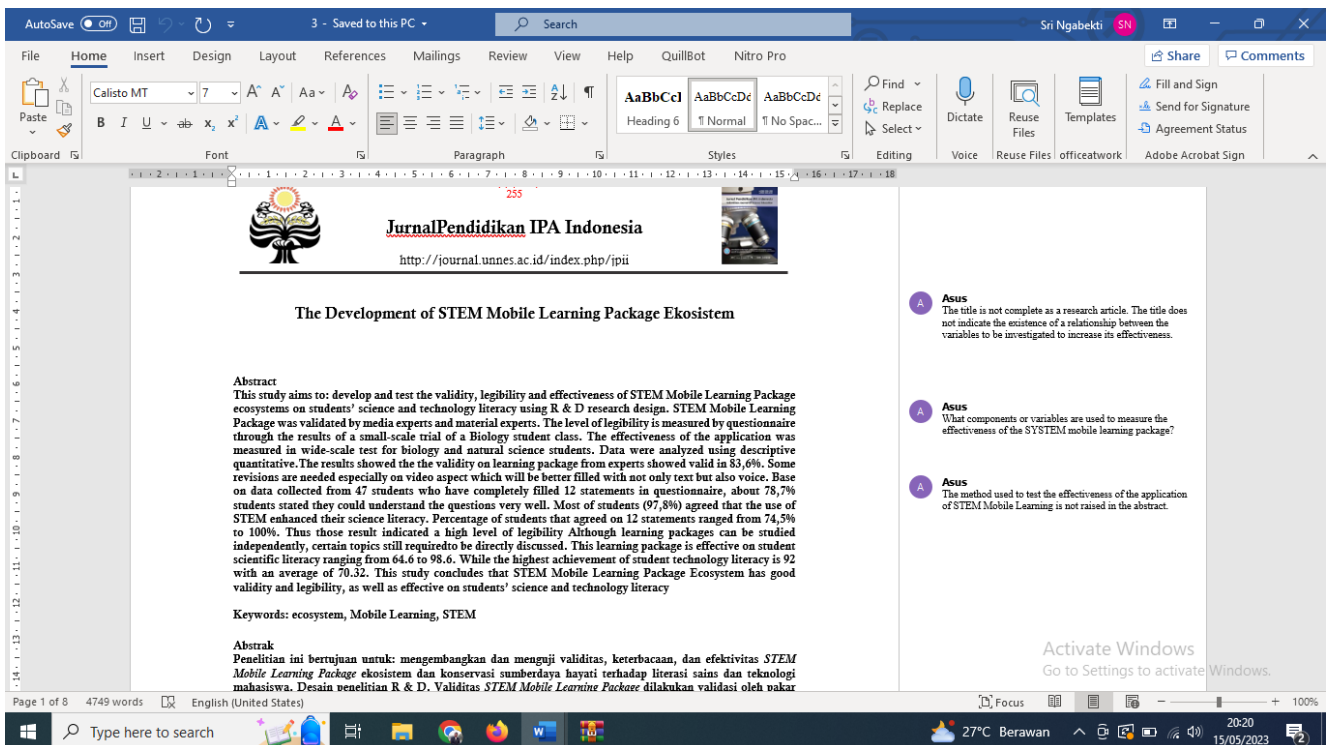 AutoSave Off 3 - Saved to this PC Search Sri Ngabekti SN
File Home Insert Design Layout References Mailings Review View Help QuillBot Nitro Pro Share Comments
Paste
Calisto MT 7 A^ A˅ Aa A
B I U ab x₂ x² A A
AaBbCcI AaBbCcDc AaBbCcDc
Heading 6 ¶ Normal ¶ No Spac...
Find
Replace
Select
Dictate
Reuse
Files
Templates
Fill and Sign
Send for Signature
Agreement Status
Clipboard Font Paragraph Styles Editing Voice Reuse Files officeatwork Adobe Acrobat Sign
2 1 1 2 3 4 5 6 7 8 9 10 11 12 13 14 15 16 17 18
255
JurnalPendidikan IPA Indonesia
http://journal.unnes.ac.id/index.php/jpii
The Development of STEM Mobile Learning Package Ekosistem
Abstract
This study aims to: develop and test the validity, legibility and effectiveness of STEM Mobile Learning Package
ecosystems on students' science and technology literacy using R & D research design. STEM Mobile Learning
Package was validated by media experts and material experts. The level of legibility is measured by questionnaire
through the results of a small-scale trial of a Biology student class. The effectiveness of the application was
measured in wide-scale test for biology and natural science students. Data were analyzed using descriptive
quantitative.The results showed the the validity on learning package from experts showed valid in 83,6%. Some
revisions are needed especially on video aspect which will be better filled with not only text but also voice. Base
on data collected from 47 students who have completely filled 12 statements in questionnaire, about 78,7%
students stated they could understand the questions very well. Most of students (97,8%) agreed that the use of
STEM enhanced their science literacy. Percentage of students that agreed on 12 statements ranged from 74,5%
to 100%. Thus those result indicated a high level of legibility Although learning packages can be studied
independently, certain topics still requiredto be directly discussed. This learning package is effective on student
scientific literacy ranging from 64.6 to 98.6. While the highest achievement of student technology literacy is 92
with an average of 70.32. This study concludes that STEM Mobile Learning Package Ecosystem has good
validity and legibility, as well as effective on students' science and technology literacy
Keywords: ecosystem, Mobile Learning, STEM
Abstrak
Penelitian ini bertujuan untuk: mengembangkan dan menguji validitas, keterbacaan, dan efektivitas STEM
Mobile Learning Package ekosistem dan konservasi sumberdaya hayati terhadap literasi sains dan teknologi
mahasiswa. Desain penelitian R & D. Validitas STEM Mobile Learning Package dilakukan validasi oleh pakar
A Asus
The title is not complete as a research article. The title does
not indicate the existence of a relationship between the
variables to be investigated to increase its effectiveness.
A Asus
What components or variables are used to measure the
effectiveness of the SYSTEM mobile learning package?
A Asus
The method used to test the effectiveness of the application
of STEM Mobile Learning is not raised in the abstract.
Activate Windows
Go to Settings to activate Windows.
Page 1 of 8 4749 words English (United States) Focus 100%
Type here to search 27°C Berawan 20:20
15/05/2023 2